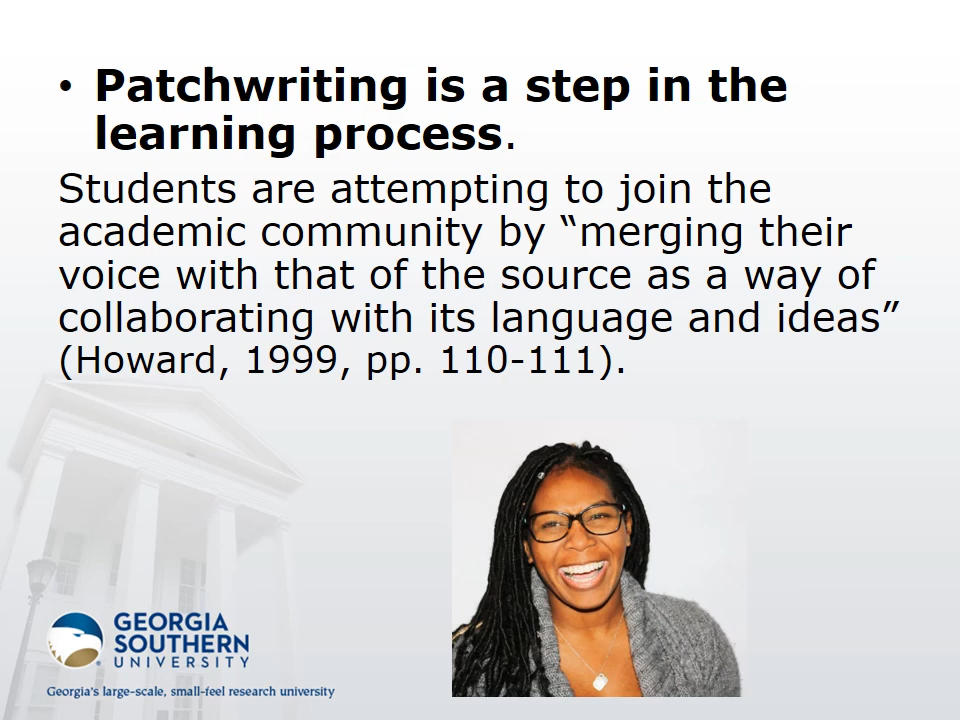 • Patchwriting is a step in the
learning process.
Students are attempting to join the
academic community by “merging their
voice with that of the source as a way of
collaborating with its language and ideas”
(Howard, 1999, pp. 110-111).
GEORGIA
SOUTHERN
UNIVERSITY
Georgia's large-scale, small-feel research university